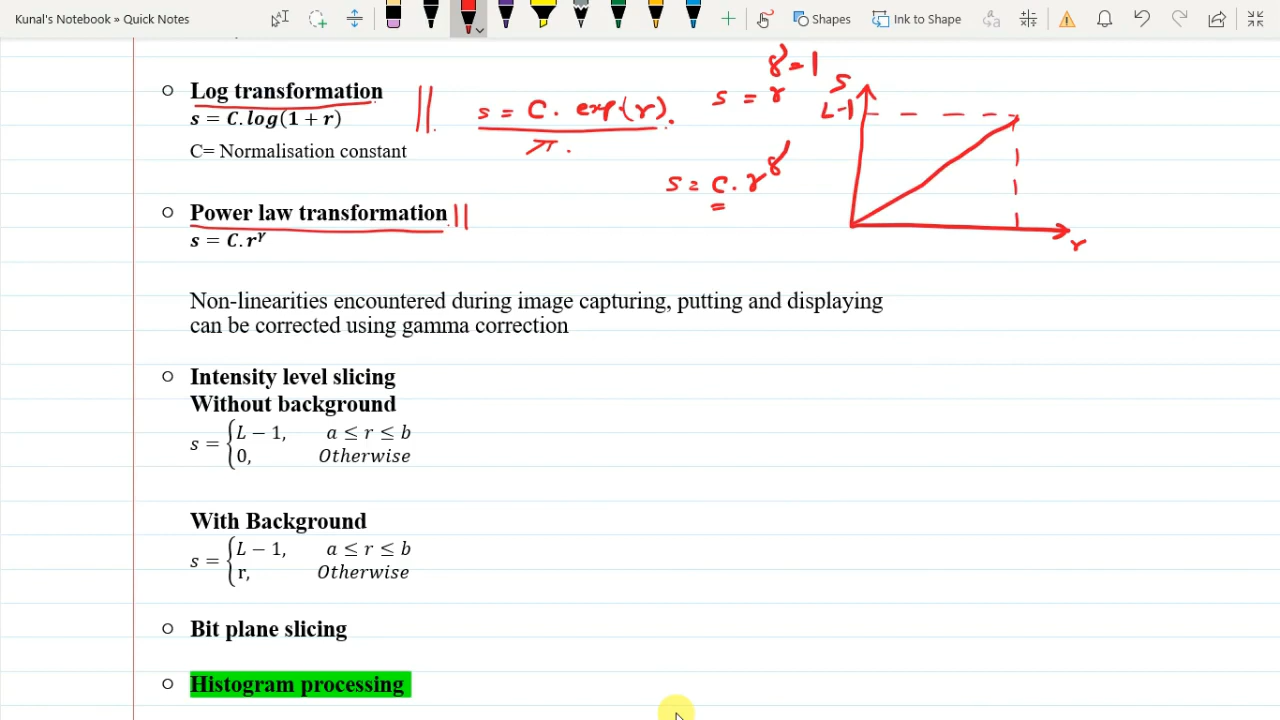 Kunal's Notebook » Quick Notes
Shapes
Ink to Shape
Log transformation
s = C.log(1 + r)
C= Normalisation constant
s = C. exp(r).
γ = 1
s = r
s = C. r^γ
S
L-1
r
Power law transformation
s = C.r^γ
Non-linearities encountered during image capturing, putting and displaying
can be corrected using gamma correction
Intensity level slicing
Without background
s = { L − 1, a ≤ r ≤ b
0, Otherwise
With Background
s = { L − 1, a ≤ r ≤ b
r, Otherwise
Bit plane slicing
Histogram processing